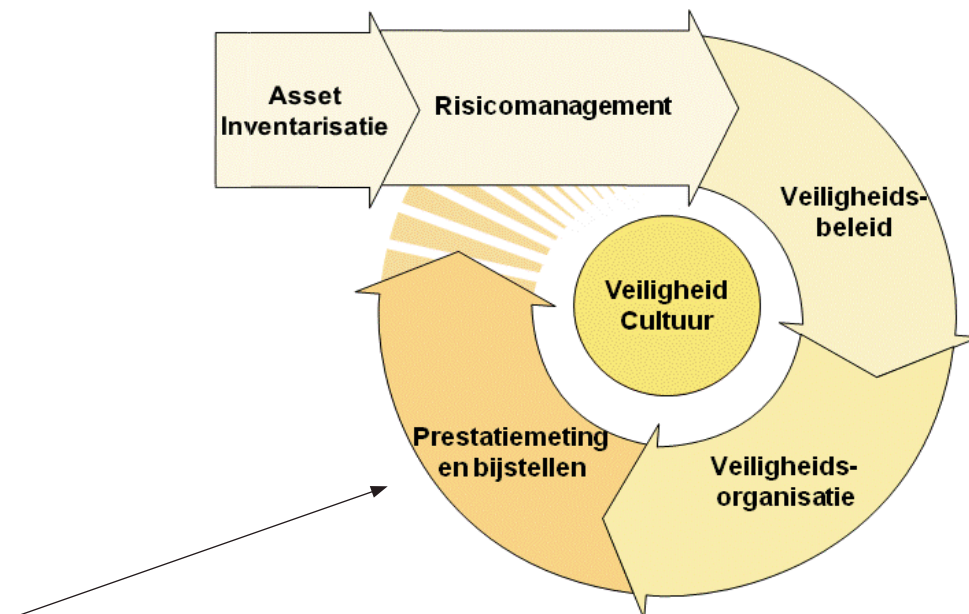 Asset
Inventarisatie
Risicomanagement
Veiligheids-
beleid
Veiligheid
Cultuur
Veiligheids-
organisatie
Prestatiemeting
en bijstellen